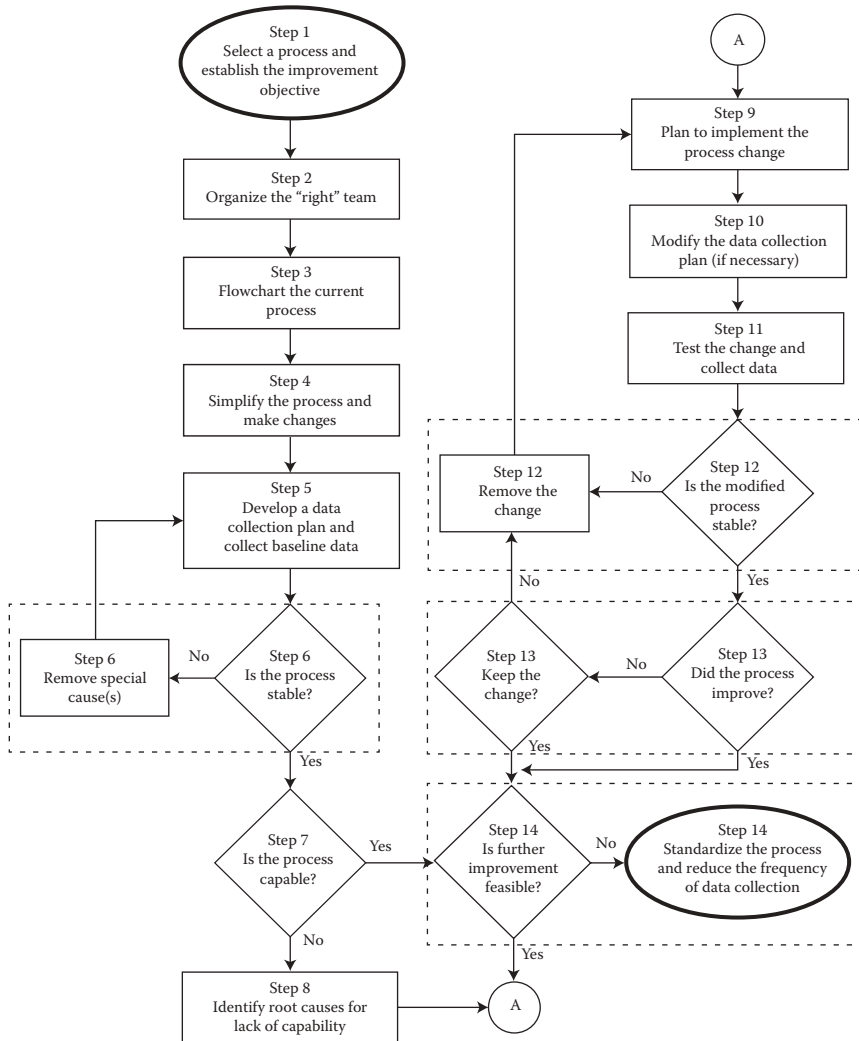 Step 1
Select a process and
establish the improvement
objective
Step 2
Organize the “right” team
Step 3
Flowchart the current
process
Step 4
Simplify the process and
make changes
Step 5
Develop a data
collection plan and
collect baseline data
Step 6
Remove special
cause(s)
No
Step 6
Is the process
stable?
Yes
Step 7
Is the process
capable?
Yes
No
Step 8
Identify root causes for
lack of capability
A
Step 9
Plan to implement the
process change
Step 10
Modify the data collection
plan (if necessary)
Step 11
Test the change and
collect data
Step 12
Remove the
change
No
Step 12
Is the modified
process
stable?
No
Yes
Step 13
Keep the
change?
No
Step 13
Did the process
improve?
Yes
Yes
Step 14
Is further
improvement
feasible?
No
Step 14
Standardize the process
and reduce the frequency
of data collection
Yes
A